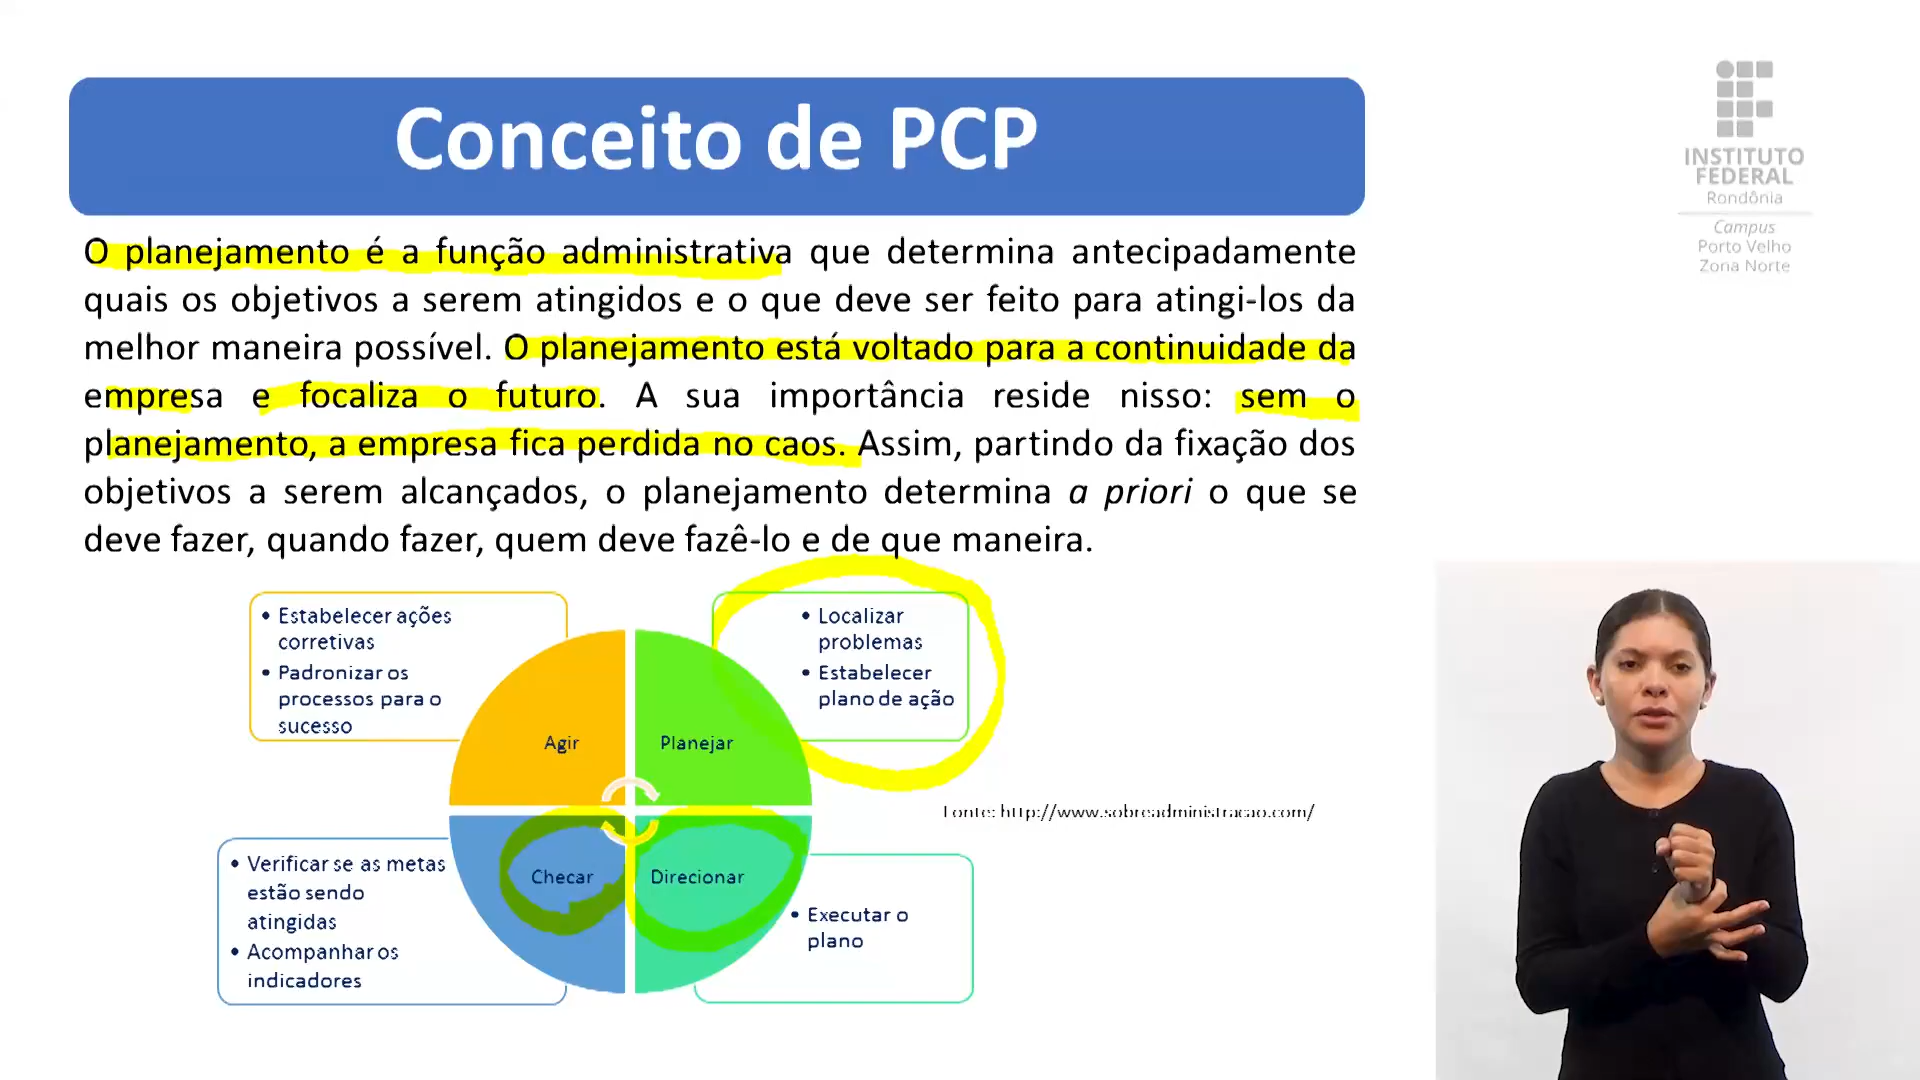 Conceito de PCP
INSTITUTO
FEDERAL
Rondônia
Campus
Porto Velho
Zona Norte
O planejamento é a função administrativa que determina antecipadamente
quais os objetivos a serem atingidos e o que deve ser feito para atingi-los da
melhor maneira possível. O planejamento está voltado para a continuidade da
empresa e focaliza o futuro. A sua importância reside nisso: sem o
planejamento, a empresa fica perdida no caos. Assim, partindo da fixação dos
objetivos a serem alcançados, o planejamento determina a priori o que se
deve fazer, quando fazer, quem deve fazê-lo e de que maneira.
• Estabelecer ações
corretivas
• Padronizar os
processos para o
sucesso
• Localizar
problemas
• Estabelecer
plano de ação
Agir
Planejar
Fonte: http://www.sobreadministracao.com/
• Verificar se as metas
estão sendo
atingidas
• Acompanhar os
indicadores
Checar
Direcionar
• Executar o
plano